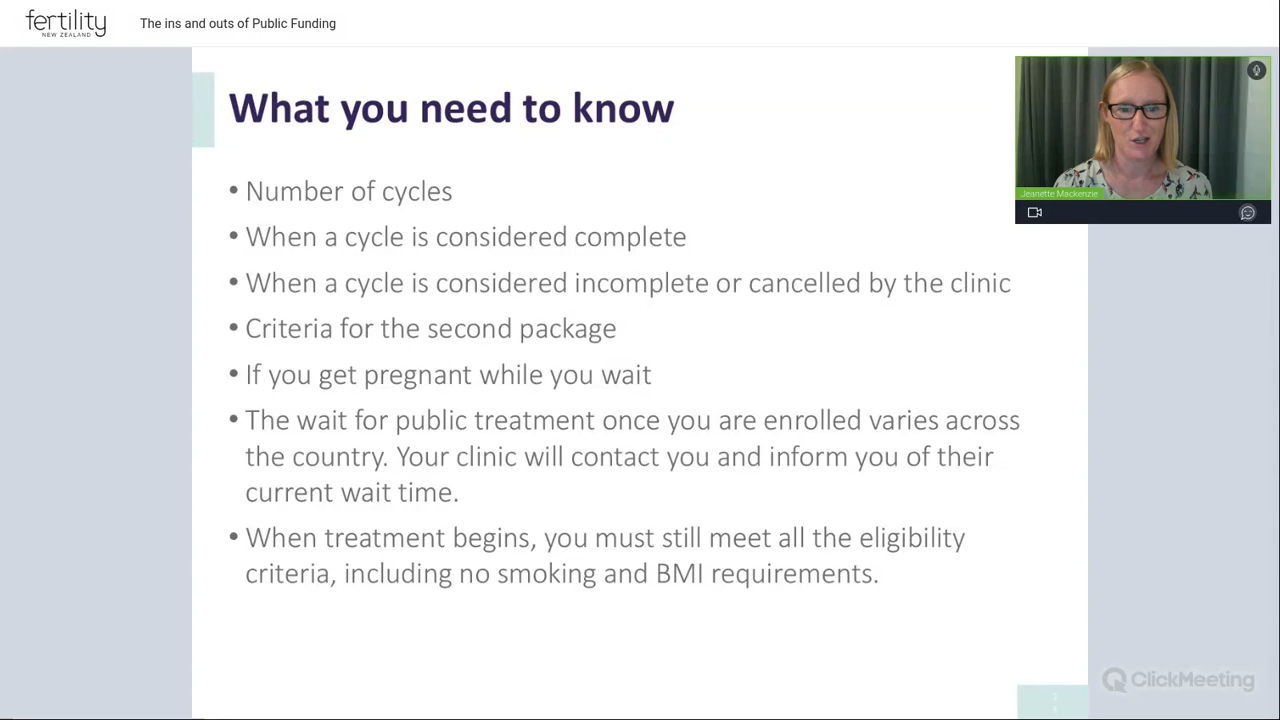 fertility
NEW ZEALAND
The ins and outs of Public Funding
What you need to know
• Number of cycles
• When a cycle is considered complete
• When a cycle is considered incomplete or cancelled by the clinic
• Criteria for the second package
• If you get pregnant while you wait
• The wait for public treatment once you are enrolled varies across
the country. Your clinic will contact you and inform you of their
current wait time.
• When treatment begins, you must still meet all the eligibility
criteria, including no smoking and BMI requirements.
Jeanette Mackenzie
ClickMeeting